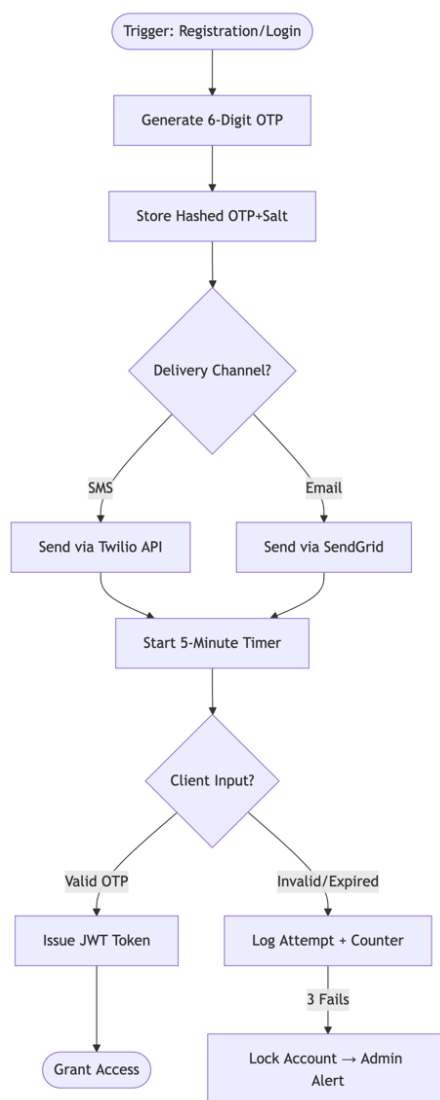 Trigger: Registration/Login
Generate 6-Digit OTP
Store Hashed OTP+Salt
Delivery Channel?
SMS
Email
Send via Twilio API
Send via SendGrid
Start 5-Minute Timer
Client Input?
Valid OTP
Invalid/Expired
Issue JWT Token
Log Attempt + Counter
3 Fails
Grant Access
Lock Account → Admin
Alert